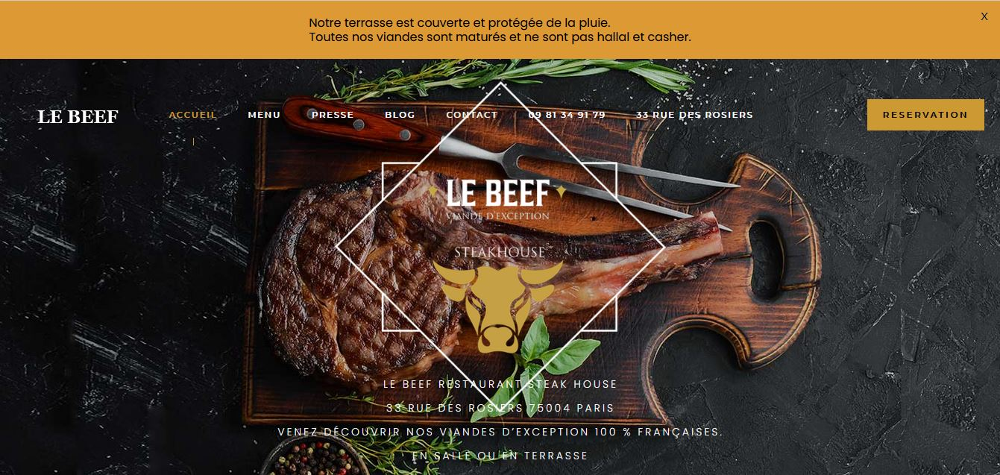 Notre terrasse est couverte et protégée de la pluie.
Toutes nos viandes sont maturés et ne sont pas hallal et casher.
X
LE BEEF ACCUEIL MENU PRESSE BLOG CONTACT 09 81 34 91 79 33 RUE DES ROSIERS RESERVATION
LE BEEF
VIANDE D'EXCEPTION
STEAKHOUSE
LE BEEF RESTAURANT STEAK HOUSE
33 RUE DES ROSIERS 75004 PARIS
VENEZ DÉCOUVRIR NOS VIANDES D’EXCEPTION 100 % FRANÇAISES.
EN SALLE OU EN TERRASSE